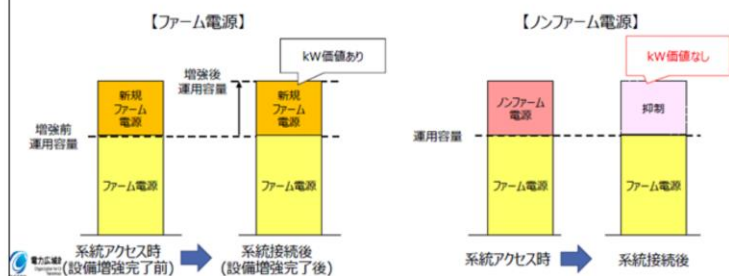 【ファーム電源】
kW価値あり
増強後
運用容量
新規
ファーム
電源
新規
ファーム
電源
増強前
運用容量
ファーム電源
ファーム電源
系統アクセス時
(設備増強完了前)
系統接続後
(設備増強完了後)
【ノンファーム電源】
kW価値なし
ノンファーム
電源
抑制
運用容量
ファーム電源
ファーム電源
系統アクセス時
系統接続後
電力広域